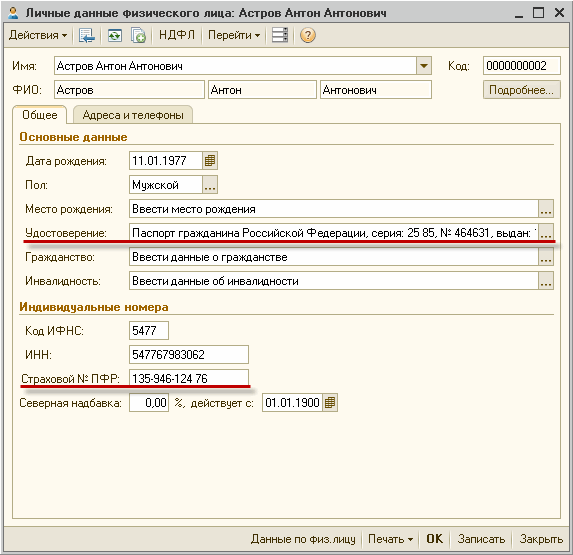 Личные данные физического лица: Астров Антон Антонович
Действия НДФЛ Перейти
Имя: Астров Антон Антонович Код: 0000000002
ФИО: Астров Антон Антонович Подробнее...
Общее Адреса и телефоны
Основные данные
Дата рождения: 11.01.1977
Пол: Мужской ...
Место рождения: Ввести место рождения ...
Удостоверение: Паспорт гражданина Российской Федерации, серия: 25 85, № 464631, выдан: ...
Гражданство: Ввести данные о гражданстве ...
Инвалидность: Ввести данные об инвалидности ...
Индивидуальные номера
Код ИФНС: 5477
ИНН: 547767983062
Страховой № ПФР: 135-946-124 76
Северная надбавка: 0,00 %, действует с: 01.01.1900
Данные по физ.лицу Печать OK Записать Закрыть